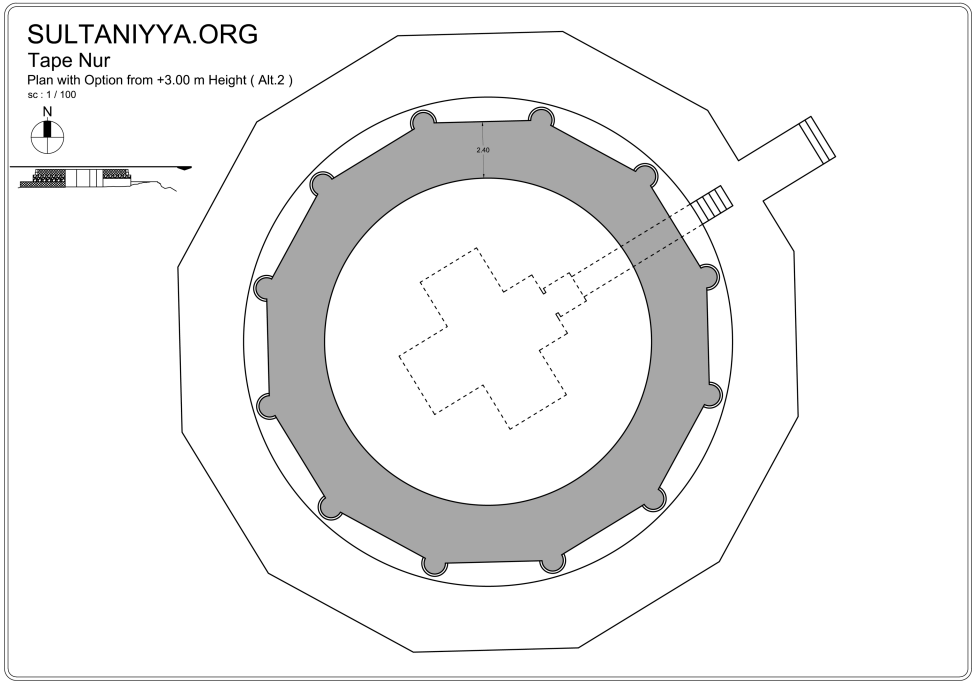 SULTANIYYA.ORG
Tape Nur
Plan with Option from +3.00 m Height ( Alt.2 )
sc : 1 / 100
N
2.40